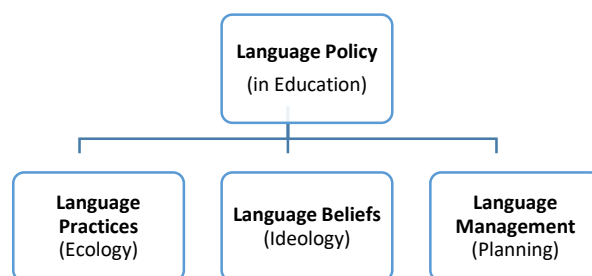 Language Policy
(in Education)
Language
Practices
(Ecology)
Language Beliefs
(Ideology)
Language
Management
(Planning)